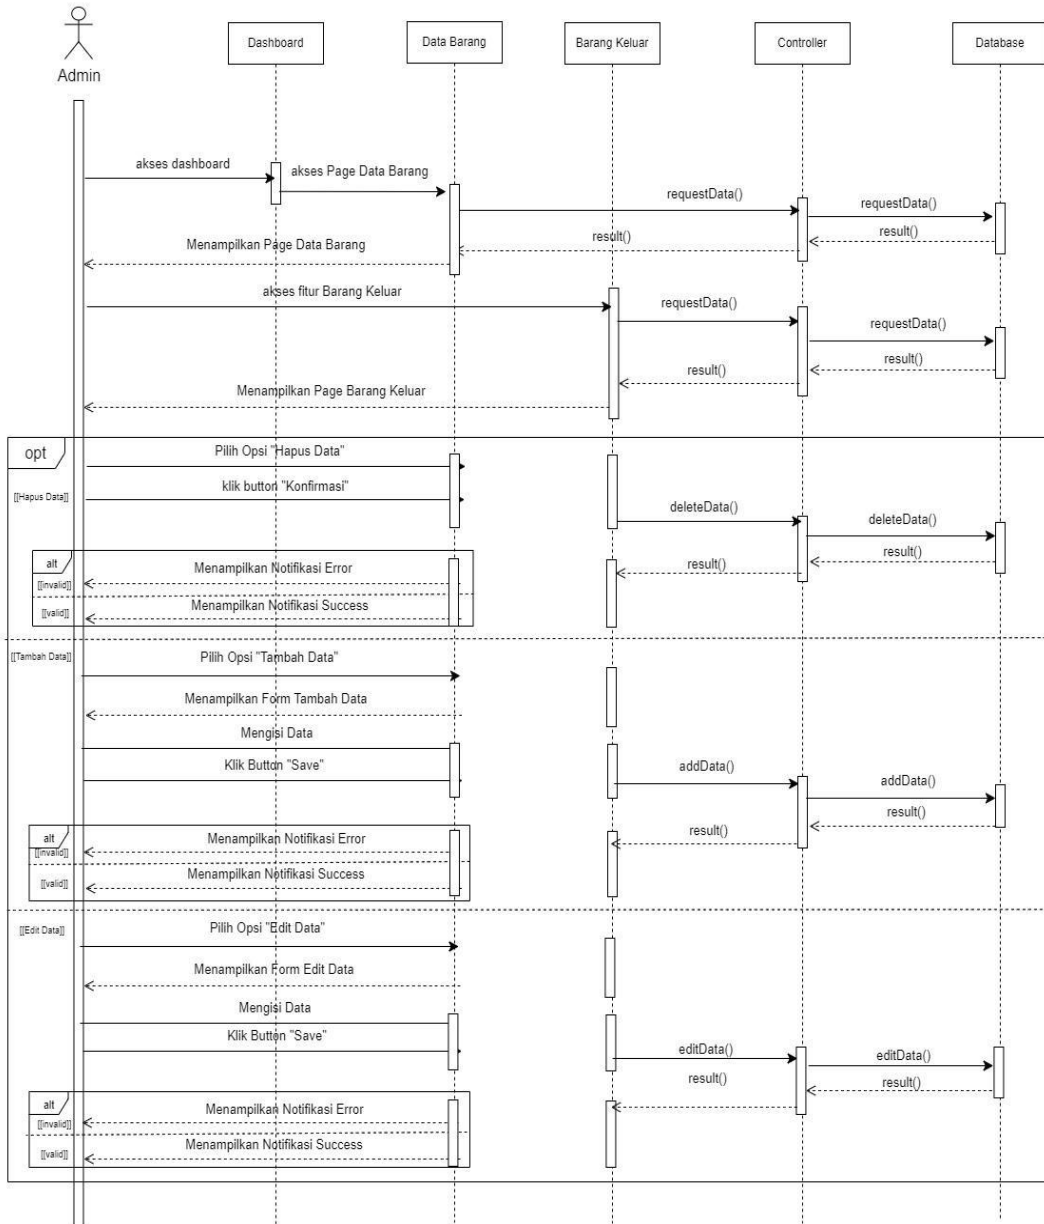 Dashboard
Data Barang
Barang Keluar
Controller
Database
Admin
akses dashboard
akses Page Data Barang
requestData()
requestData()
result()
result()
Menampilkan Page Data Barang
akses fitur Barang Keluar
requestData()
requestData()
result()
result()
Menampilkan Page Barang Keluar
opt
[[Hapus Data]]
Pilih Opsi "Hapus Data"
klik button "Konfirmasi"
deleteData()
deleteData()
result()
result()
alt
[[invalid]]
Menampilkan Notifikasi Error
[[valid]]
Menampilkan Notifikasi Success
[[Tambah Data]]
Pilih Opsi "Tambah Data"
Menampilkan Form Tambah Data
Mengisi Data
Klik Button "Save"
addData()
addData()
result()
result()
alt
[[invalid]]
Menampilkan Notifikasi Error
[[valid]]
Menampilkan Notifikasi Success
[[Edit Data]]
Pilih Opsi "Edit Data"
Menampilkan Form Edit Data
Mengisi Data
Klik Button "Save"
editData()
editData()
result()
result()
alt
[[invalid]]
Menampilkan Notifikasi Error
[[valid]]
Menampilkan Notifikasi Success